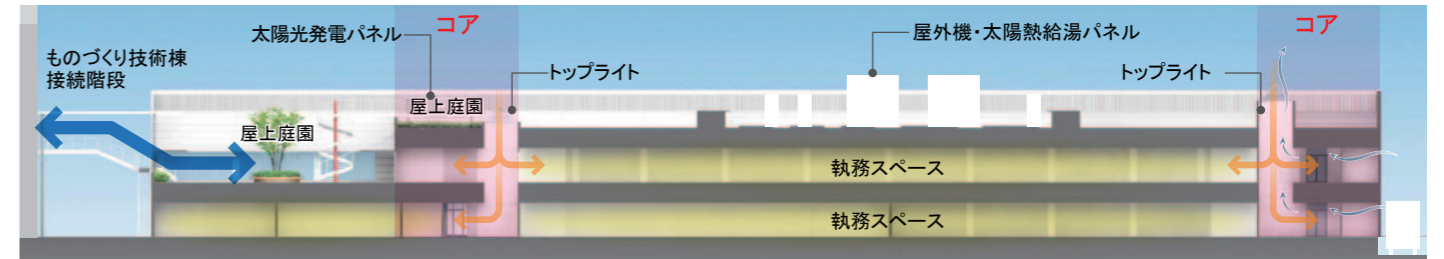 コア
コア
太陽光発電パネル
屋外機・太陽熱給湯パネル
ものづくり技術棟
接続階段
トップライト
トップライト
屋上庭園
屋上庭園
執務スペース
執務スペース